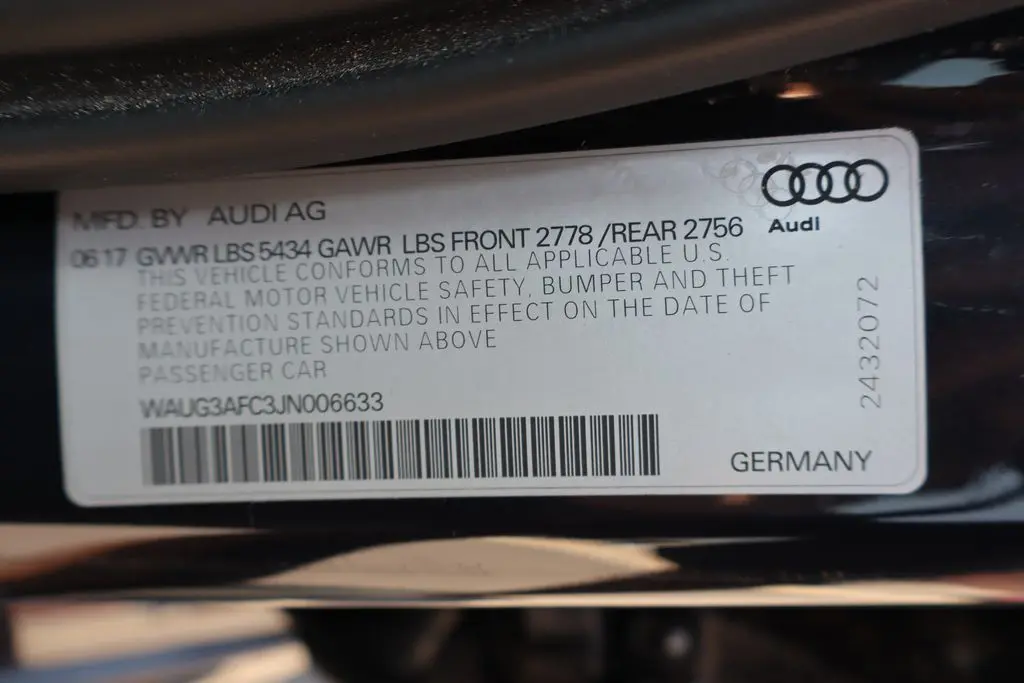 MFD. BY AUDI AG
06 17 GVWR LBS 5434 GAWR LBS FRONT 2778 /REAR 2756
THIS VEHICLE CONFORMS TO ALL APPLICABLE U.S.
FEDERAL MOTOR VEHICLE SAFETY, BUMPER AND THEFT
PREVENTION STANDARDS IN EFFECT ON THE DATE OF
MANUFACTURE SHOWN ABOVE
PASSENGER CAR
WAUG3AFC3JN006633
GERMANY
Audi
2432072